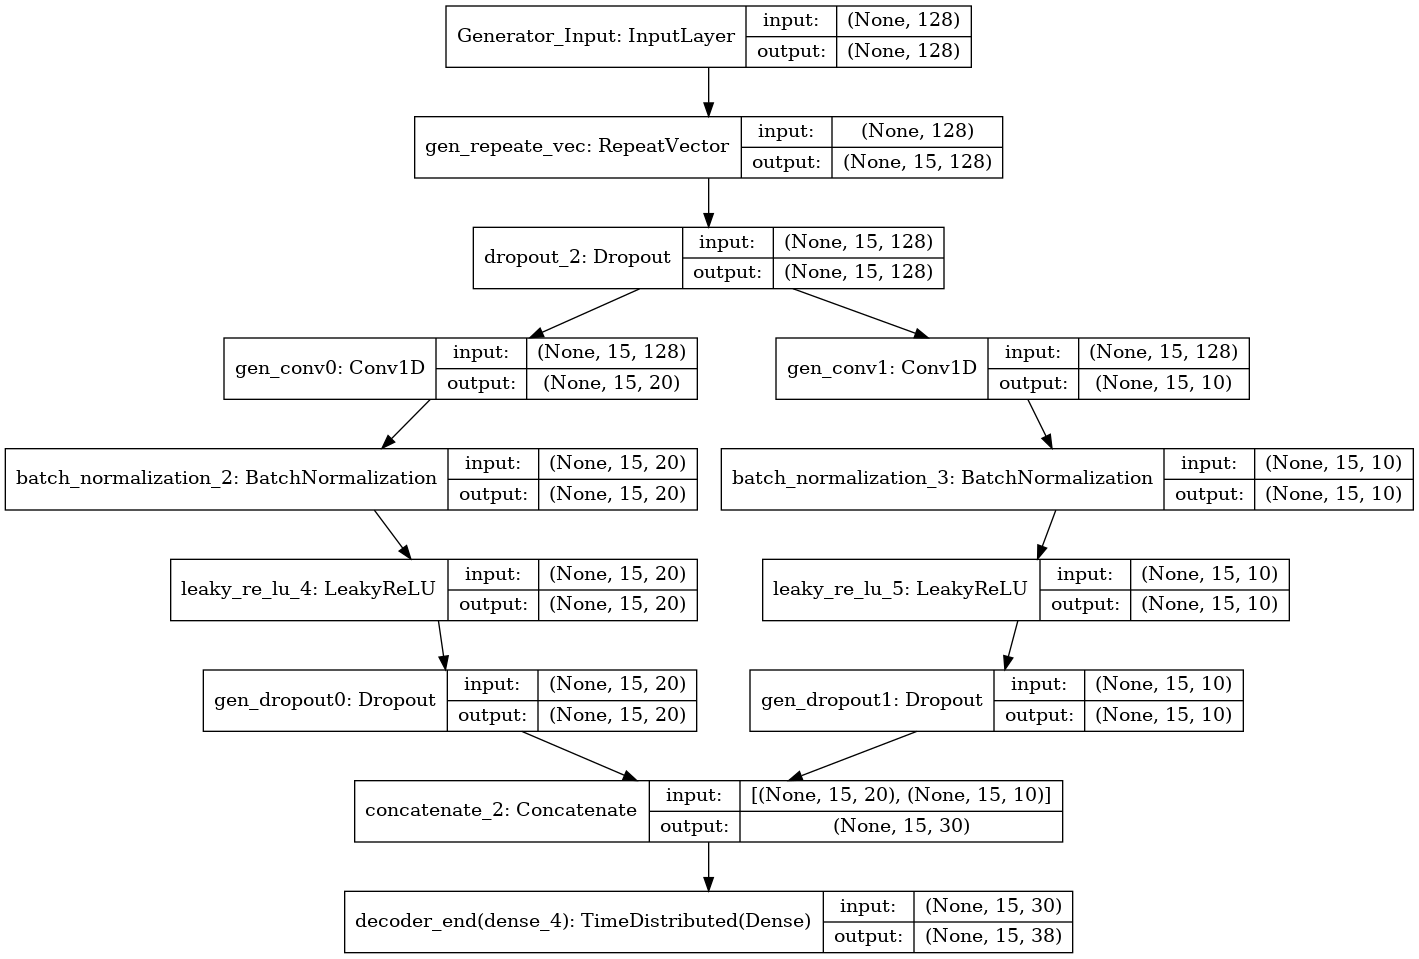 Generator_Input: InputLayer
input: (None, 128)
output: (None, 128)
gen_repeate_vec: RepeatVector
input: (None, 128)
output: (None, 15, 128)
dropout_2: Dropout
input: (None, 15, 128)
output: (None, 15, 128)
gen_conv0: Conv1D
input: (None, 15, 128)
output: (None, 15, 20)
gen_conv1: Conv1D
input: (None, 15, 128)
output: (None, 15, 10)
batch_normalization_2: BatchNormalization
input: (None, 15, 20)
output: (None, 15, 20)
batch_normalization_3: BatchNormalization
input: (None, 15, 10)
output: (None, 15, 10)
leaky_re_lu_4: LeakyReLU
input: (None, 15, 20)
output: (None, 15, 20)
leaky_re_lu_5: LeakyReLU
input: (None, 15, 10)
output: (None, 15, 10)
gen_dropout0: Dropout
input: (None, 15, 20)
output: (None, 15, 20)
gen_dropout1: Dropout
input: (None, 15, 10)
output: (None, 15, 10)
concatenate_2: Concatenate
input: [(None, 15, 20), (None, 15, 10)]
output: (None, 15, 30)
decoder_end(dense_4): TimeDistributed(Dense)
input: (None, 15, 30)
output: (None, 15, 38)